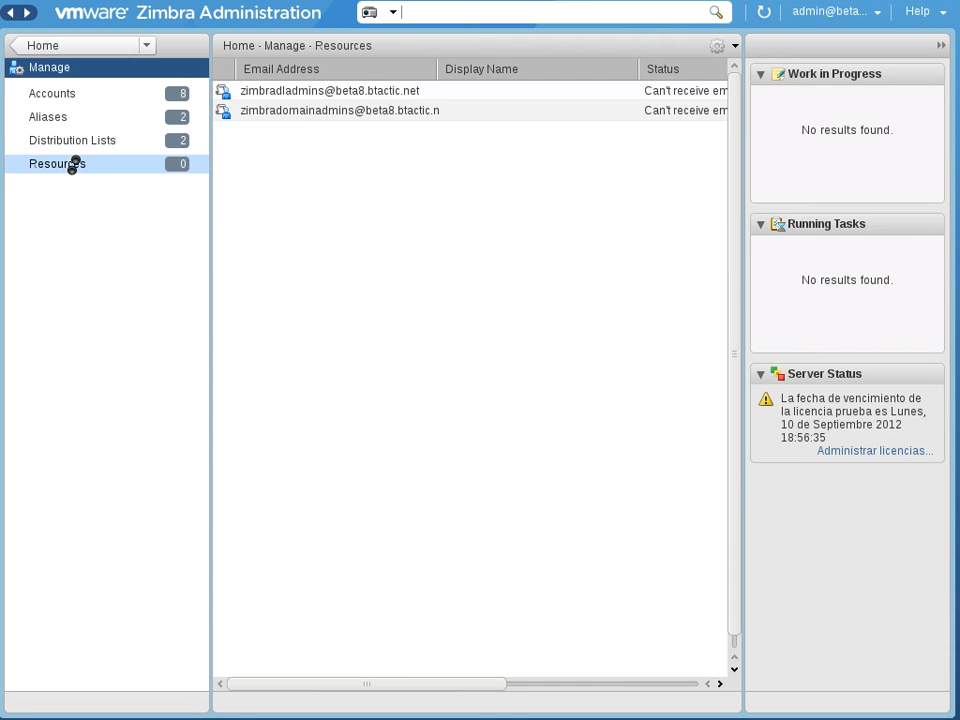 vmware Zimbra Administration
admin@beta...
Help
Home
Manage
Accounts 8
Aliases 2
Distribution Lists 2
Resources 0
Home - Manage - Resources
Email Address Display Name Status
zimbradladmins@beta8.btactic.net Can't receive em
zimbradomainadmins@beta8.btactic.n Can't receive em
Work in Progress
No results found.
Running Tasks
No results found.
Server Status
La fecha de vencimiento de
la licencia prueba es Lunes,
10 de Septiembre 2012
18:56:35
Administrar licencias...